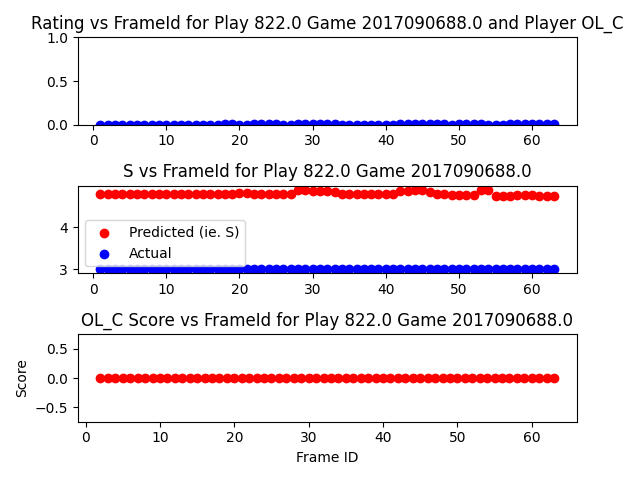 Rating vs FrameId for Play 822.0 Game 2017090688.0 and Player OL_C
1.0
0.5
0.0
0 10 20 30 40 50 60
S vs FrameId for Play 822.0 Game 2017090688.0
4
3
Predicted (ie. S)
Actual
0 10 20 30 40 50 60
OL_C Score vs FrameId for Play 822.0 Game 2017090688.0
Score
0.5
0.0
−0.5
0 10 20 30 40 50 60
Frame ID